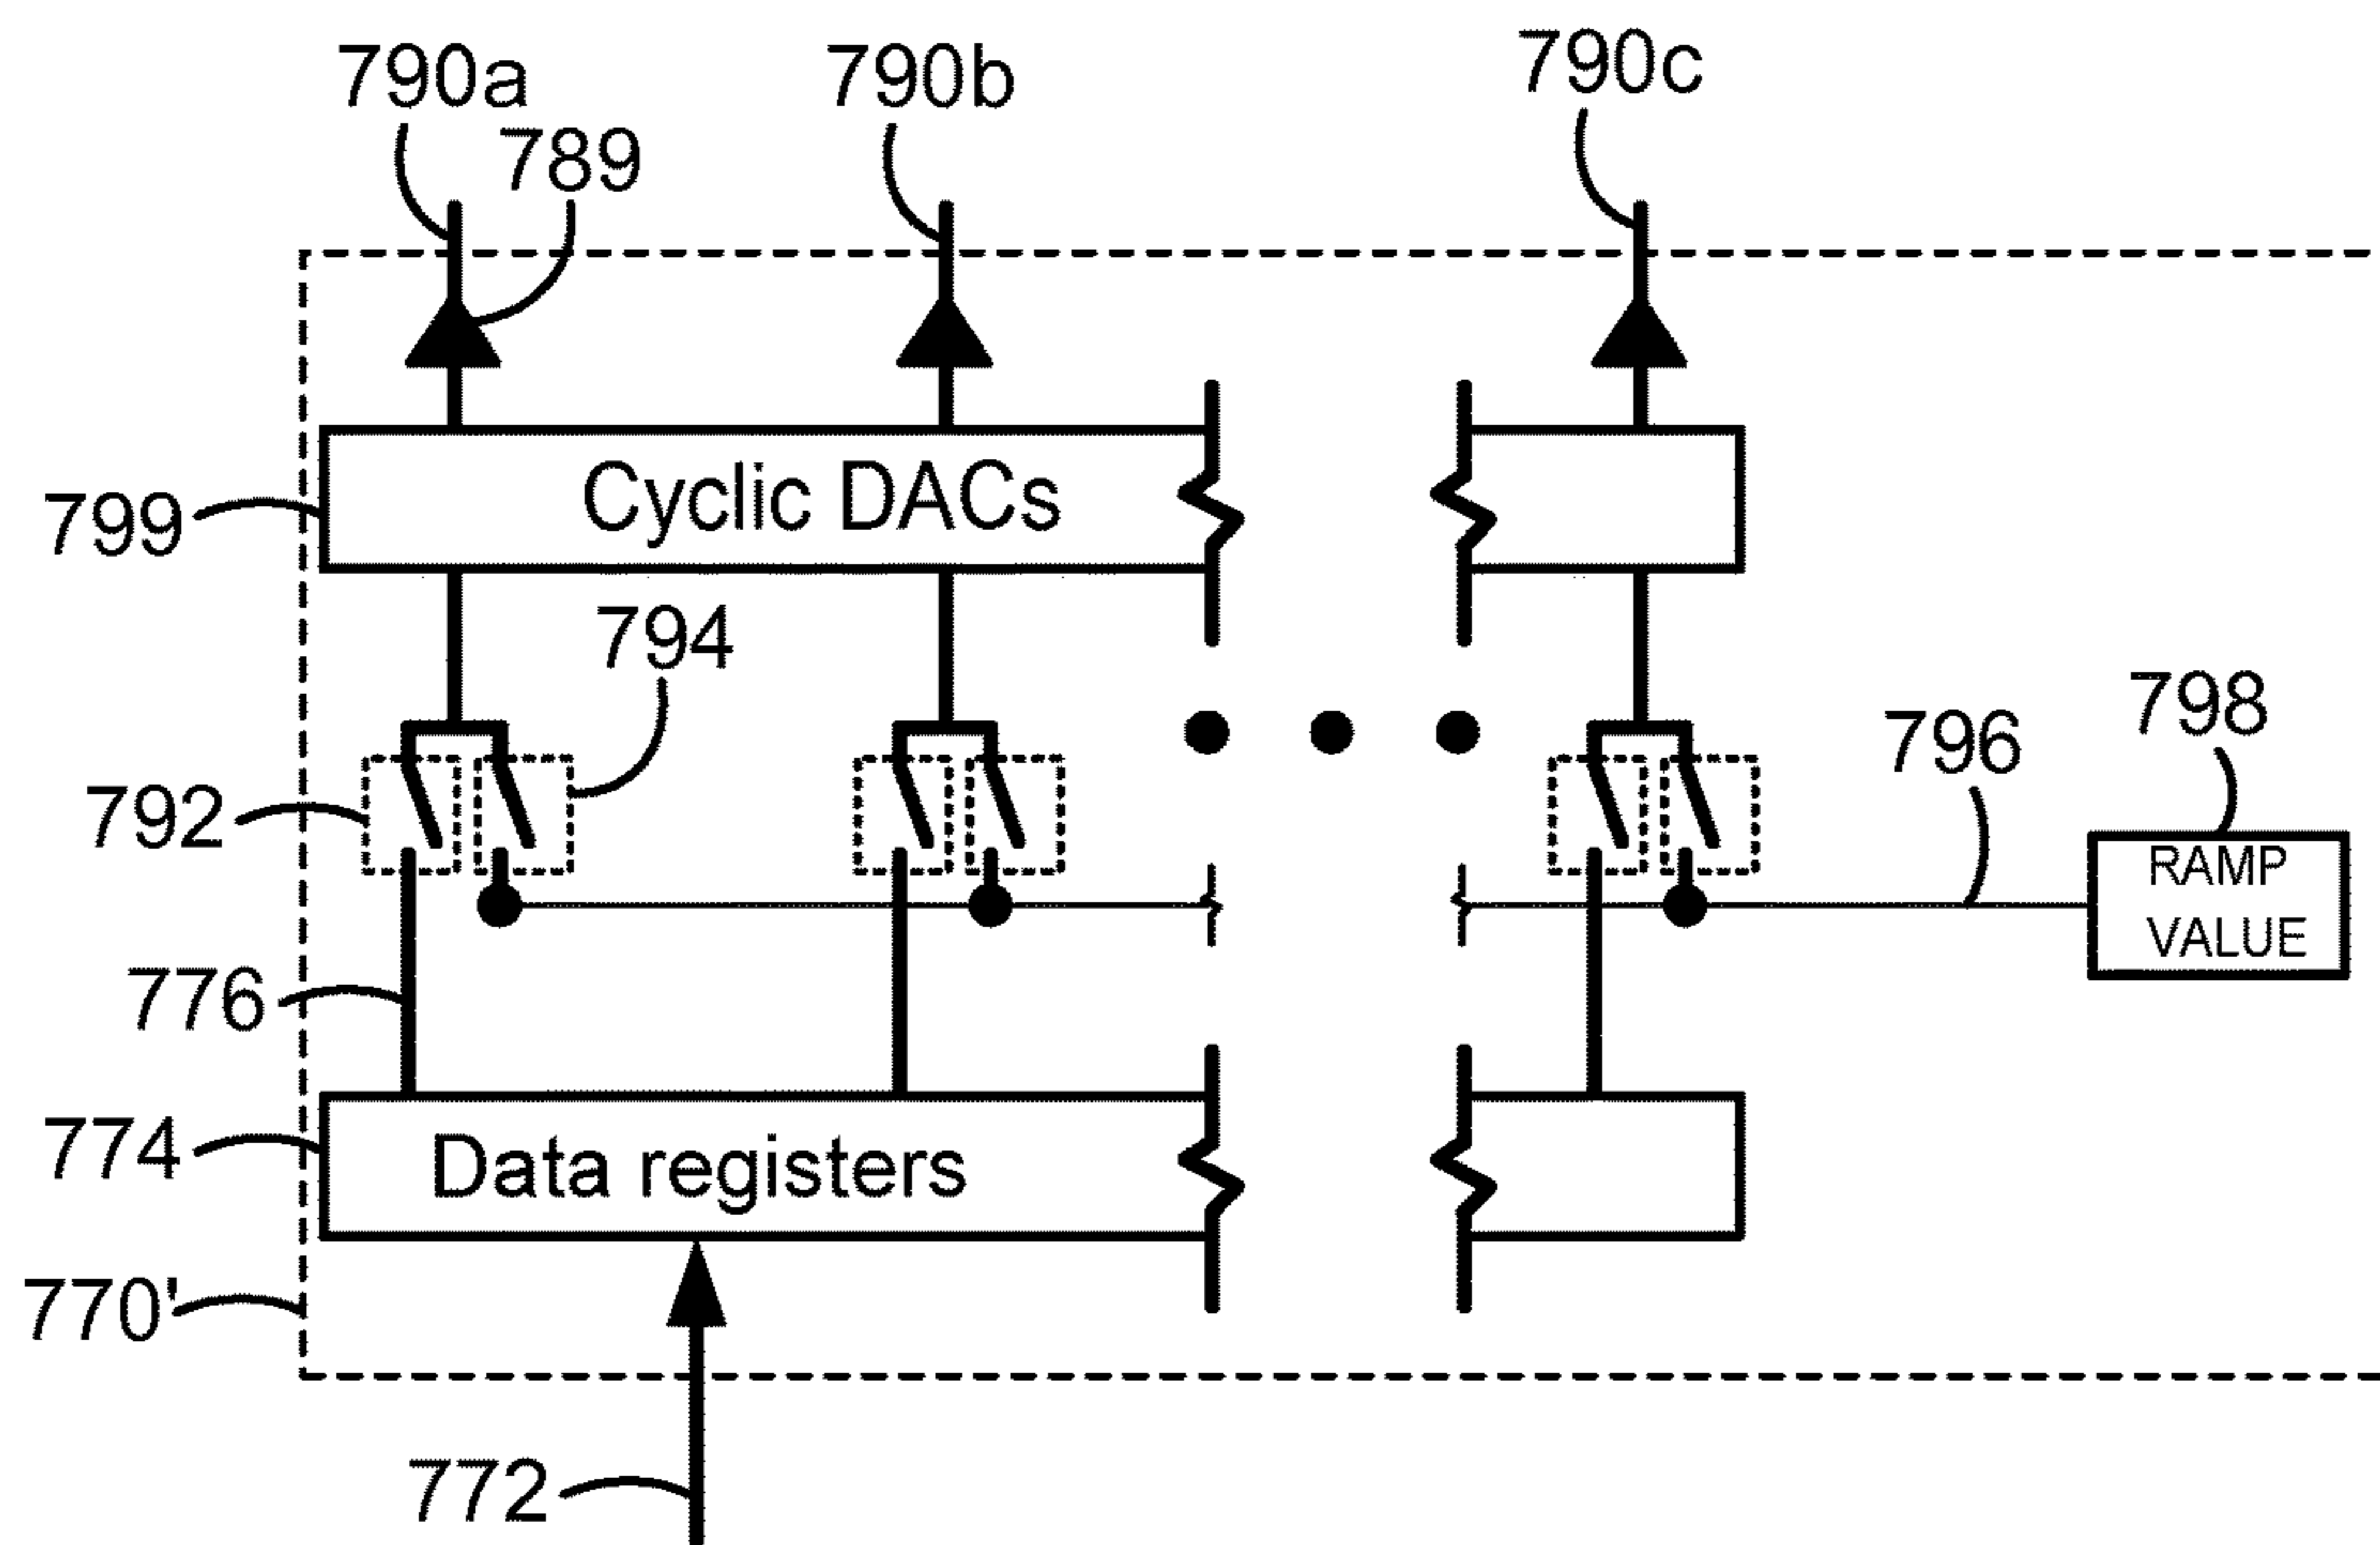 790a
790b
790c
789
Cyclic DACs
799
794
798
796
792
RAMP
VALUE
776
774
Data registers
770'
772